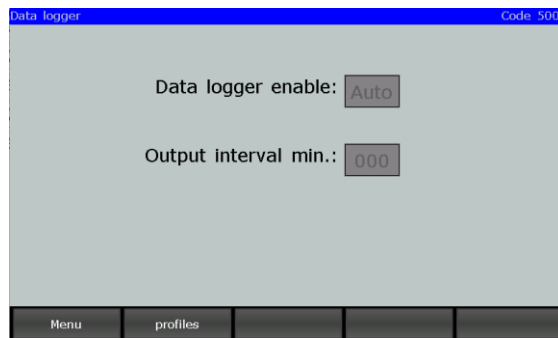 Data logger Code 500
Data logger enable: Auto
Output interval min.: 000
Menu profiles